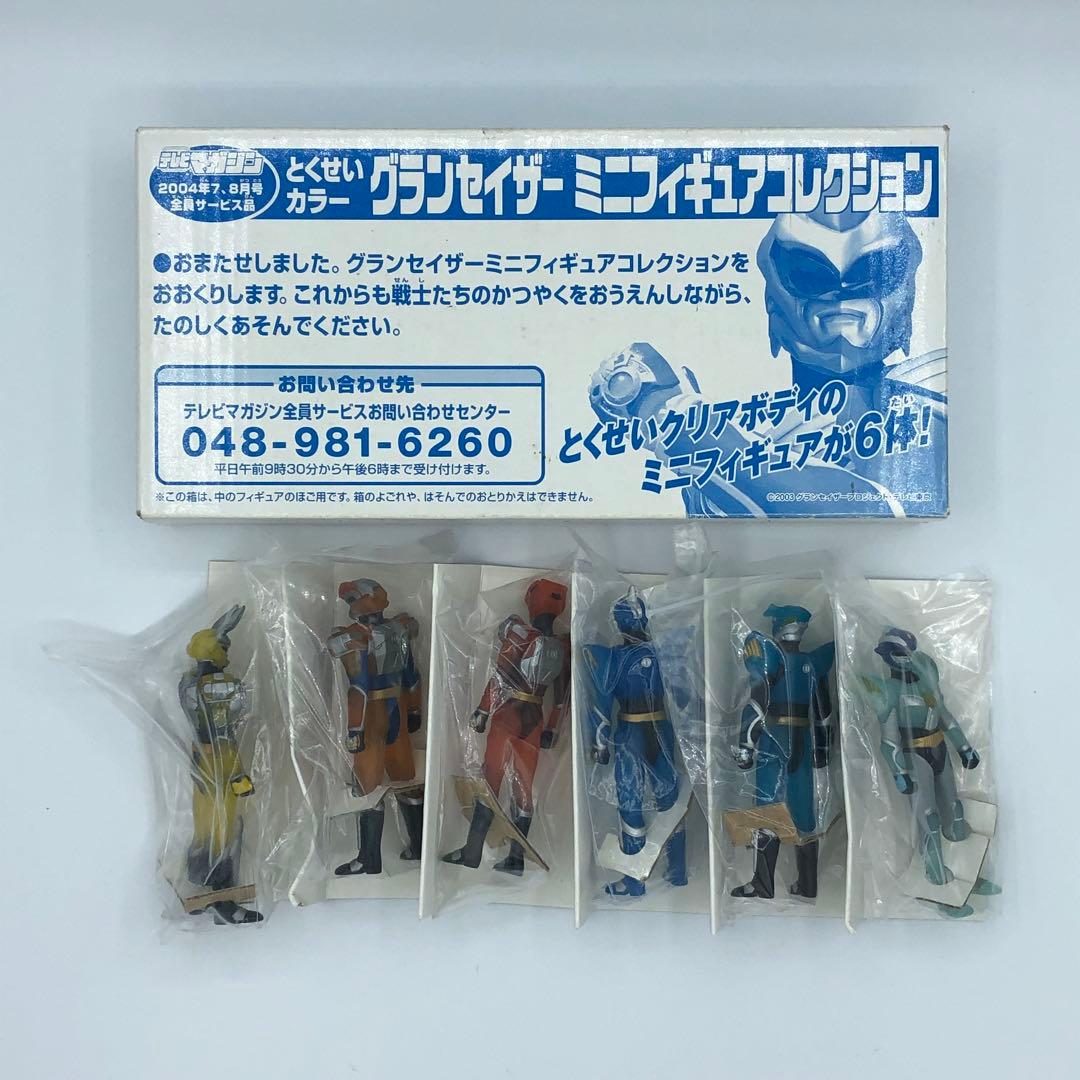 テレビマガジン
2004年7、8月号
全員サービス品
とくせい
カラー
グランセイザー ミニフィギュアコレクション
●おまたせしました。グランセイザーミニフィギュアコレクションを
おおくりします。これからも戦士たちのかつやくをおうえんしながら、
たのしくあそんでください。
お問い合わせ先
テレビマガジン全員サービスお問い合わせセンター
048-981-6260
平日午前9時30分から午後6時まで受け付けます。
※この箱は、中のフィギュアのほご用です。箱のよごれや、はそんでのおとりかえはできません。
とくせいクリアボディの
ミニフィギュアが6体!
©2003 グランセイザープロジェクト・テレビ東京